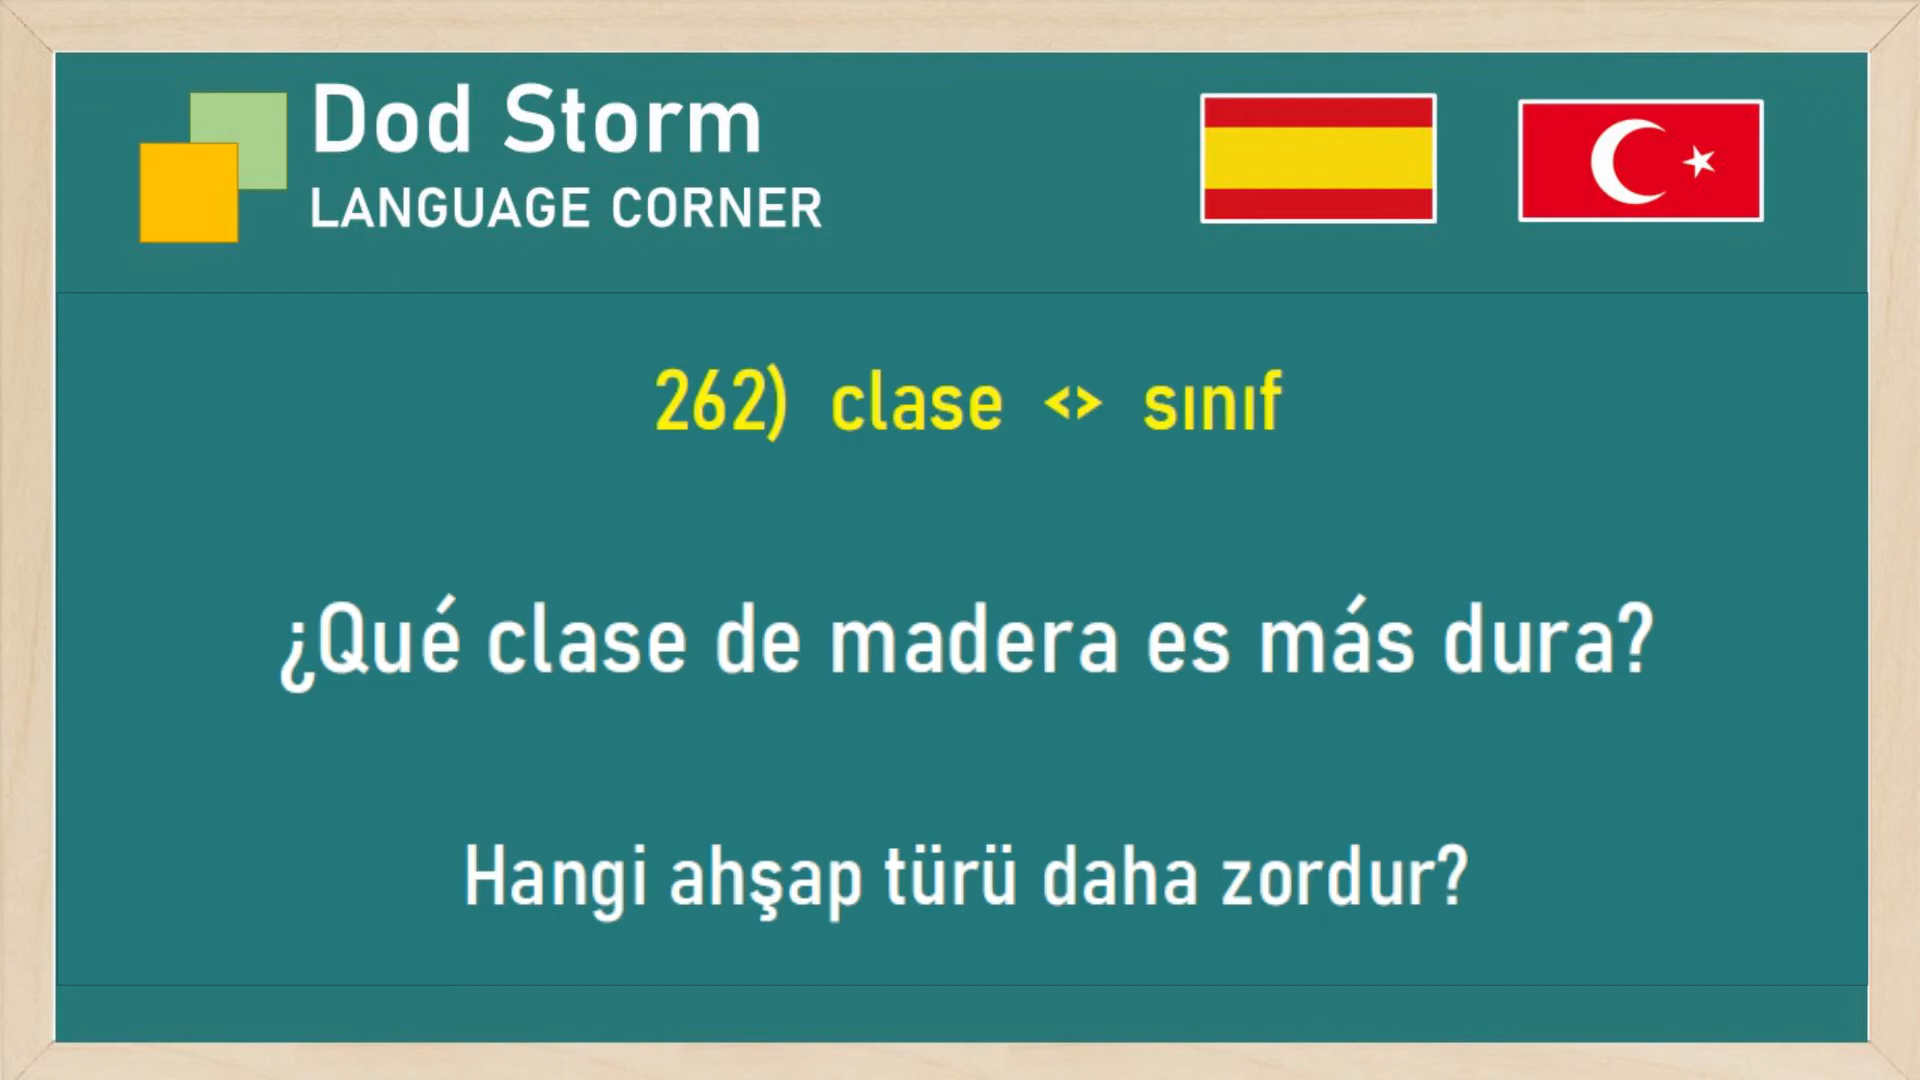 Dod Storm
LANGUAGE CORNER
262) clase <> sınıf
¿Qué clase de madera es más dura?
Hangi ahşap türü daha zordur?